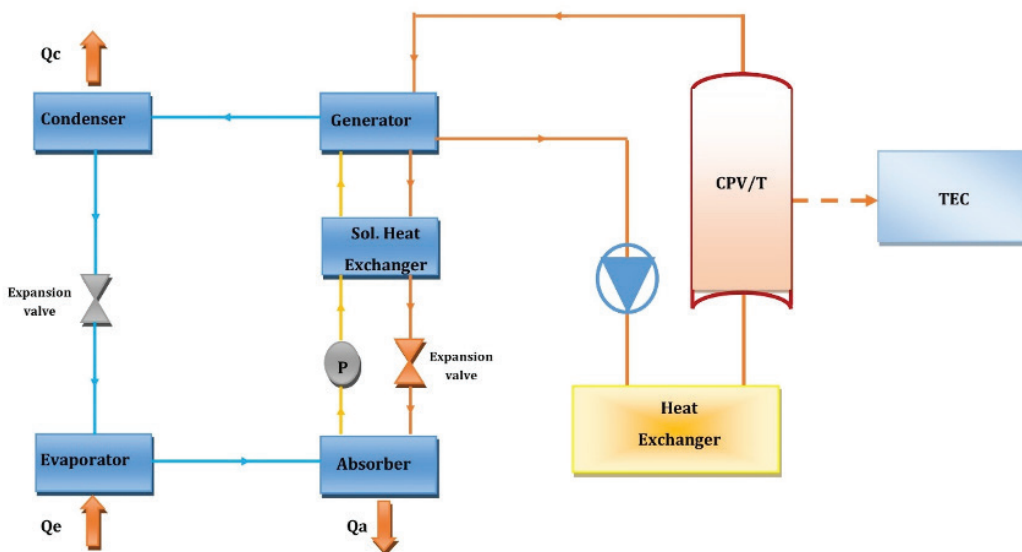 Qc
Condenser
Generator
CPV/T
TEC
Sol. Heat
Exchanger
Expansion
valve
P
Expansion
valve
Heat
Exchanger
Evaporator
Absorber
Qe
Qa